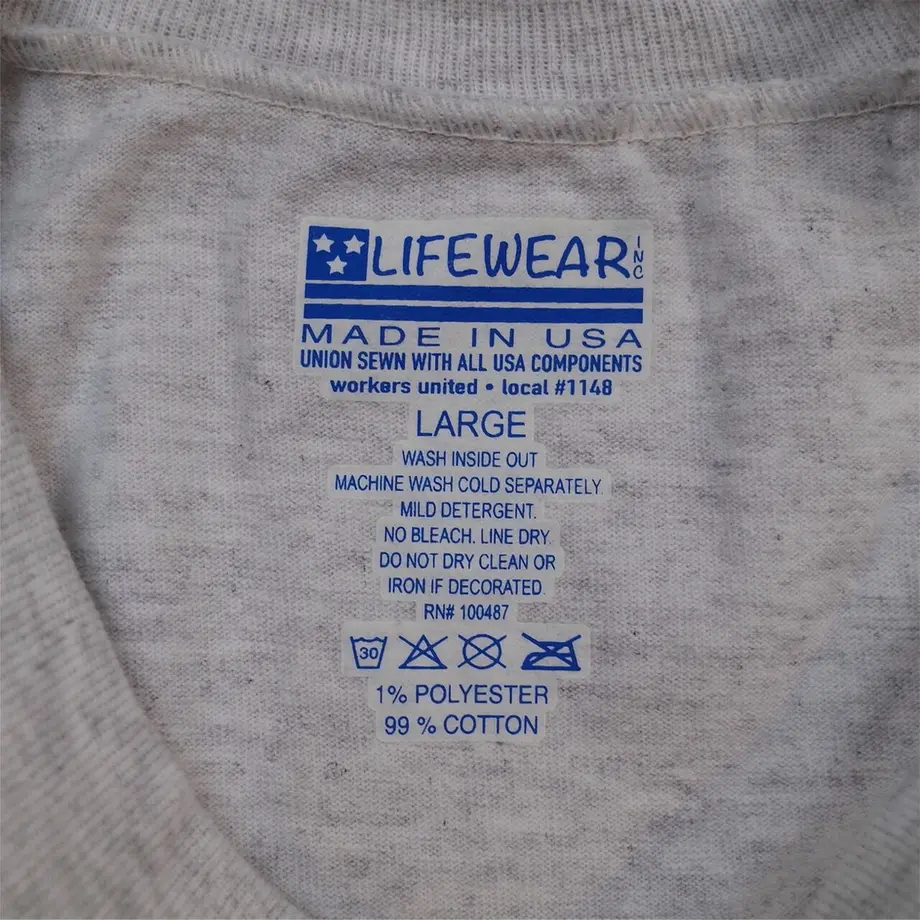 LIFEWEAR INC
MADE IN USA
UNION SEWN WITH ALL USA COMPONENTS
workers united • local #1148
LARGE
WASH INSIDE OUT
MACHINE WASH COLD SEPARATELY.
MILD DETERGENT.
NO BLEACH. LINE DRY.
DO NOT DRY CLEAN OR
IRON IF DECORATED.
RN# 100487
30
1% POLYESTER
99 % COTTON